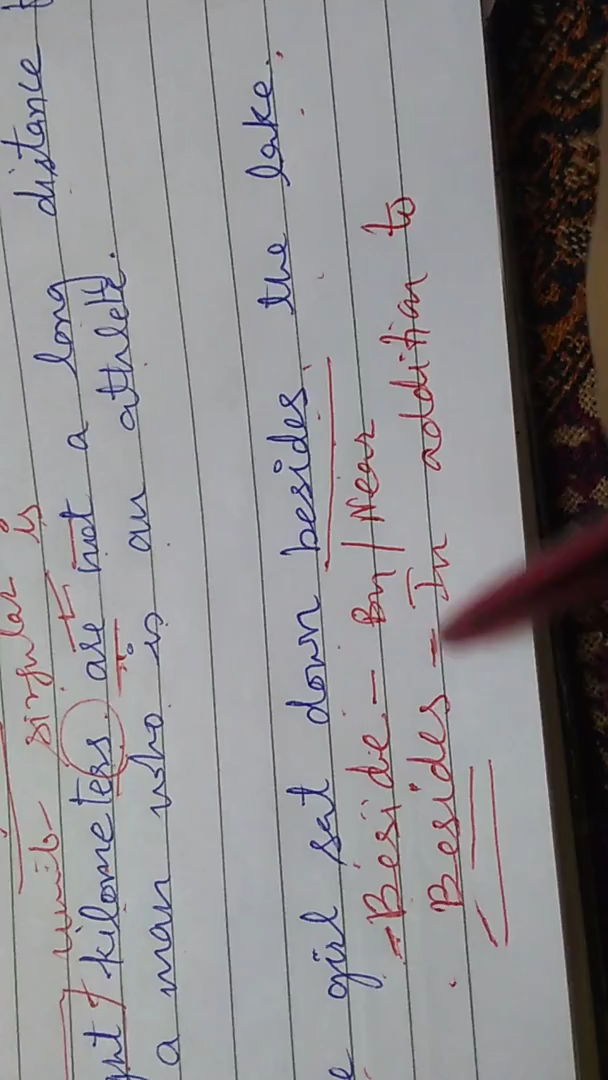 unit - singular is
kilometers are not a long distance
a man who is an athlete.
girl sat down besides the lake.
Beside - By/Near
Besides - In addition to